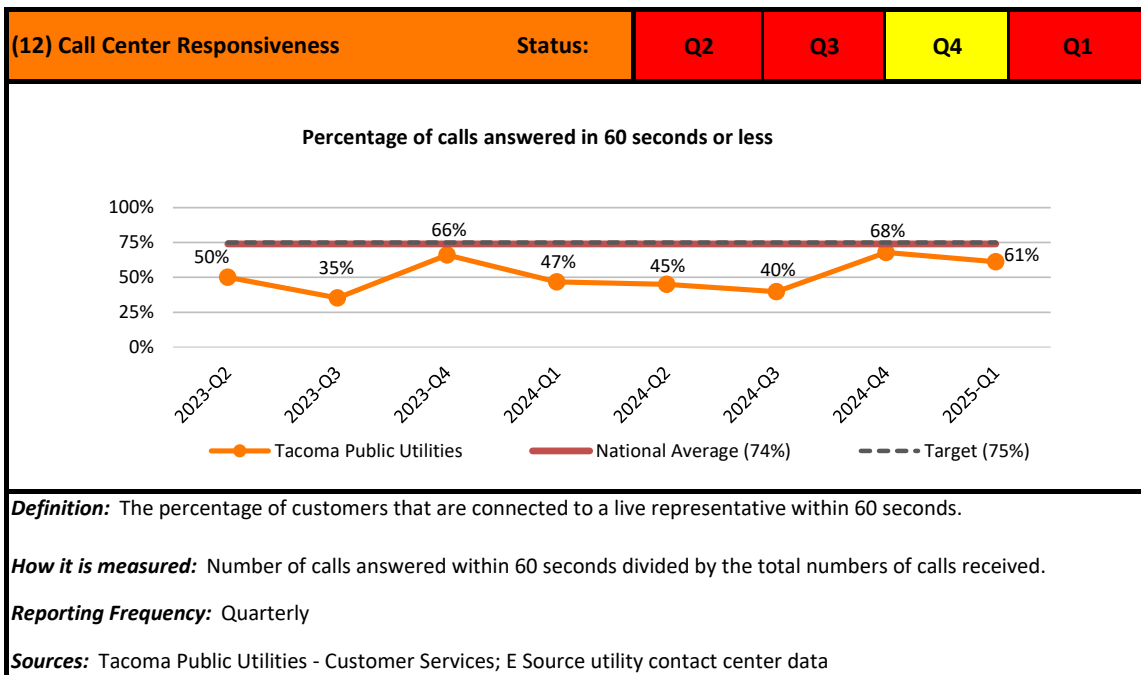 (12) Call Center Responsiveness Status: Q2 Q3 Q4 Q1
Percentage of calls answered in 60 seconds or less
100%
75%
50%
25%
0%
50%
35%
66%
47%
45%
40%
68%
61%
2023-Q2
2023-Q3
2023-Q4
2024-Q1
2024-Q2
2024-Q3
2024-Q4
2025-Q1
Tacoma Public Utilities National Average (74%) Target (75%)
Definition: The percentage of customers that are connected to a live representative within 60 seconds.
How it is measured: Number of calls answered within 60 seconds divided by the total numbers of calls received.
Reporting Frequency: Quarterly
Sources: Tacoma Public Utilities - Customer Services; E Source utility contact center data